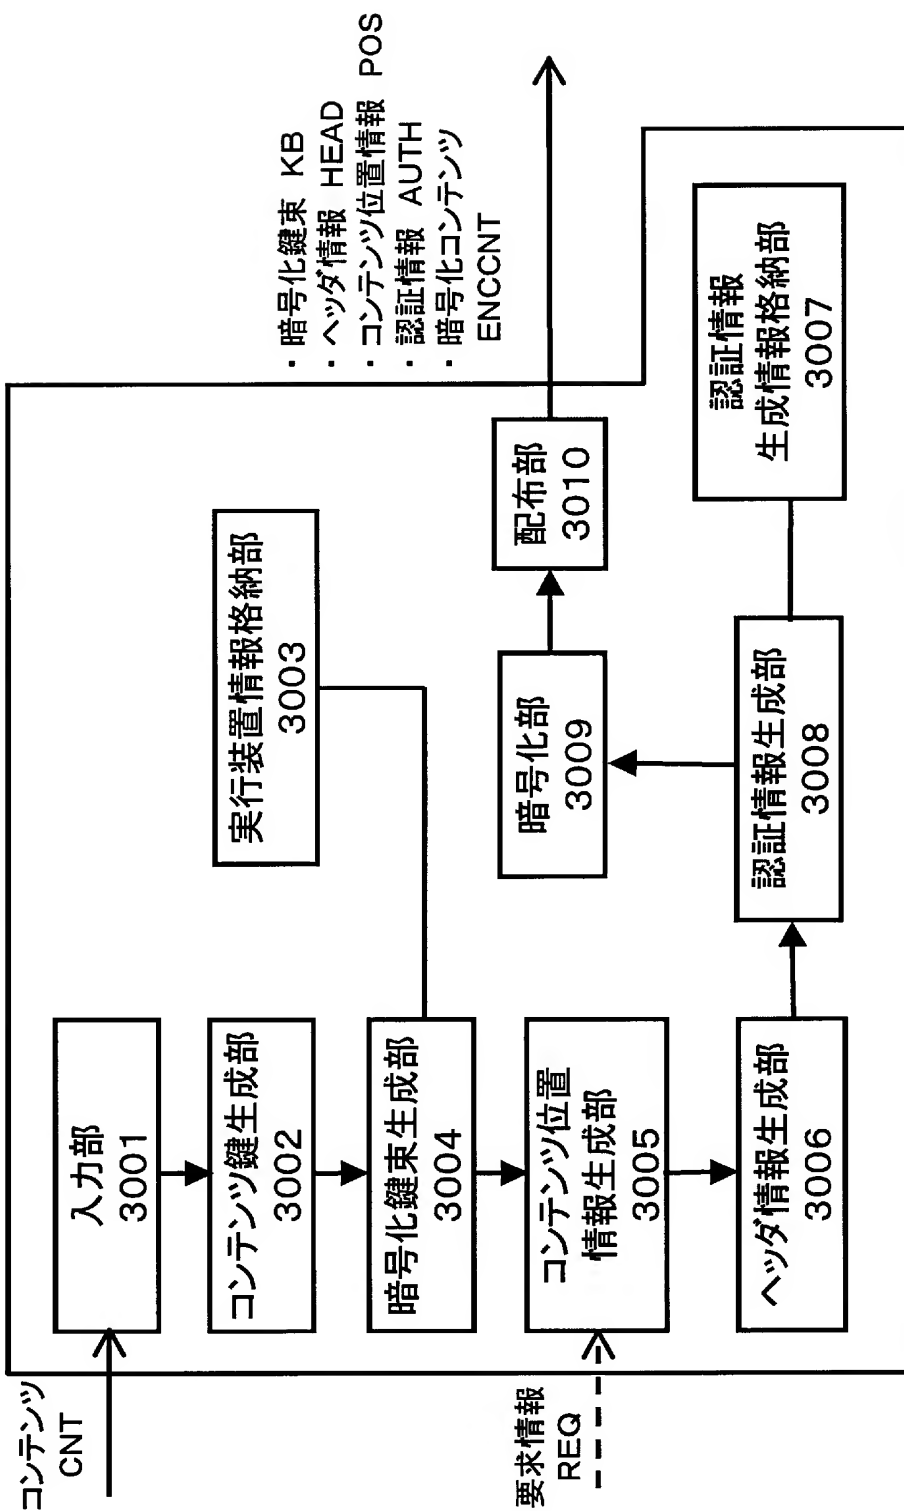 コンテンツ
CNT
要求情報
REQ
入力部
3001
コンテンツ鍵生成部
3002
暗号化鍵束生成部
3004
コンテンツ位置
情報生成部
3005
ヘッダ情報生成部
3006
実行装置情報格納部
3003
暗号化部
3009
認証情報生成部
3008
配布部
3010
認証情報
生成情報格納部
3007
・暗号化鍵束 KB
・ヘッダ情報 HEAD
・コンテンツ位置情報 POS
・認証情報 AUTH
・暗号化コンテンツ
ENCCNT